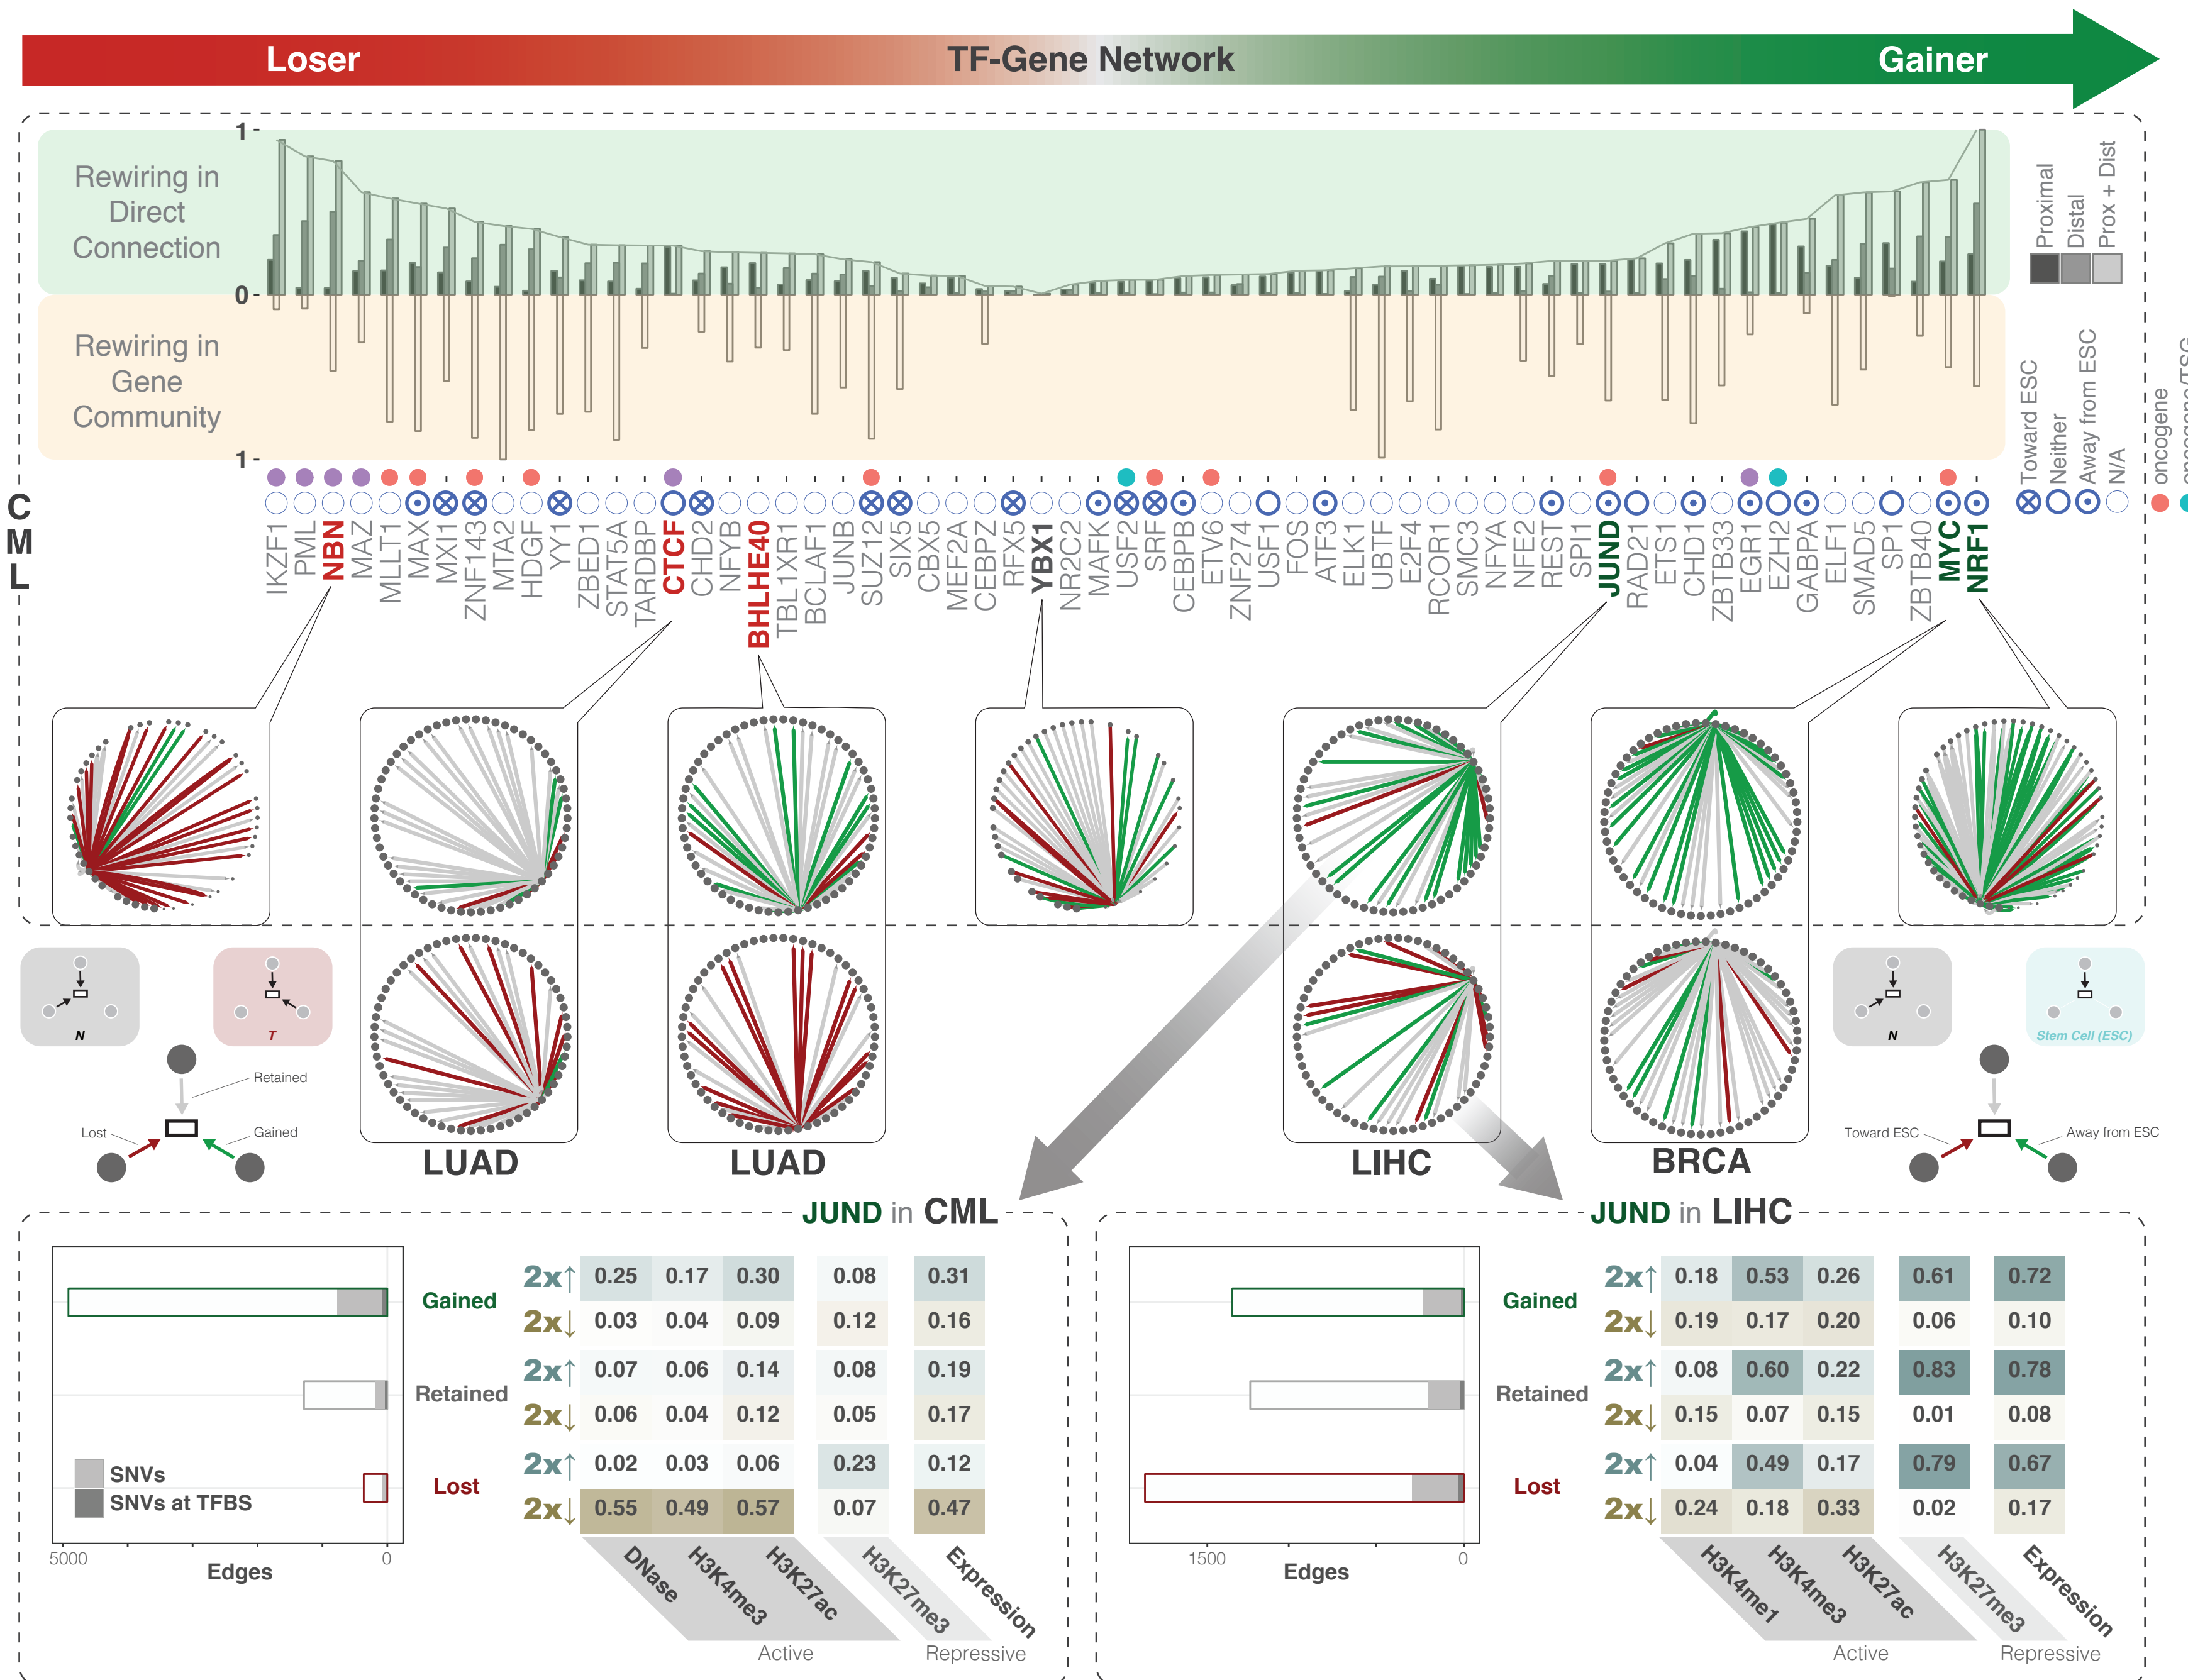 Loser
TF-Gene Network
Gainer
1
Rewiring in
Direct
Connection
0
Rewiring in
Gene
Community
1
Proximal
Distal
Prox + Dist
Toward ESC
Neither
Away from ESC
N/A
oncogene
CML
IKZF1
PML
NBN
MAZ
MLLT1
MAX
MXI1
ZNF143
MTA2
HDGF
YY1
ZBED1
STAT5A
TARDBP
CTCF
CHD2
NFYB
BHLHE40
TBL1XR1
BCLAF1
JUNB
SUZ12
SIX5
CBX5
MEF2A
CEBPZ
RFX5
YBX1
NR2C2
MAFK
USF2
SRF
CEBPB
ETV6
ZNF274
USF1
FOS
ATF3
ELK1
UBTF
E2F4
RCOR1
SMC3
NFYA
NFE2
REST
SPI1
JUND
RAD21
ETS1
CHD1
ZBTB33
EGR1
EZH2
GABPA
ELF1
SMAD5
SP1
ZBTB40
MYC
NRF1
N
T
Retained
Lost
Gained
LUAD
LUAD
LIHC
BRCA
N
Stem Cell (ESC)
Toward ESC
Away from ESC
JUND in CML
Gained
Retained
Lost
SNVs
SNVs at TFBS
5000
0
Edges
2x↑ 0.25 0.17 0.30 0.08 0.31
2x↓ 0.03 0.04 0.09 0.12 0.16
2x↑ 0.07 0.06 0.14 0.08 0.19
2x↓ 0.06 0.04 0.12 0.05 0.17
2x↑ 0.02 0.03 0.06 0.23 0.12
2x↓ 0.55 0.49 0.57 0.07 0.47
DNase
H3K4me3
H3K27ac
H3K27me3
Expression
Active
Repressive
JUND in LIHC
Gained
Retained
Lost
1500
0
Edges
2x↑ 0.18 0.53 0.26 0.61 0.72
2x↓ 0.19 0.17 0.20 0.06 0.10
2x↑ 0.08 0.60 0.22 0.83 0.78
2x↓ 0.15 0.07 0.15 0.01 0.08
2x↑ 0.04 0.49 0.17 0.79 0.67
2x↓ 0.24 0.18 0.33 0.02 0.17
H3K4me1
H3K4me3
H3K27ac
H3K27me3
Expression
Active
Repressive